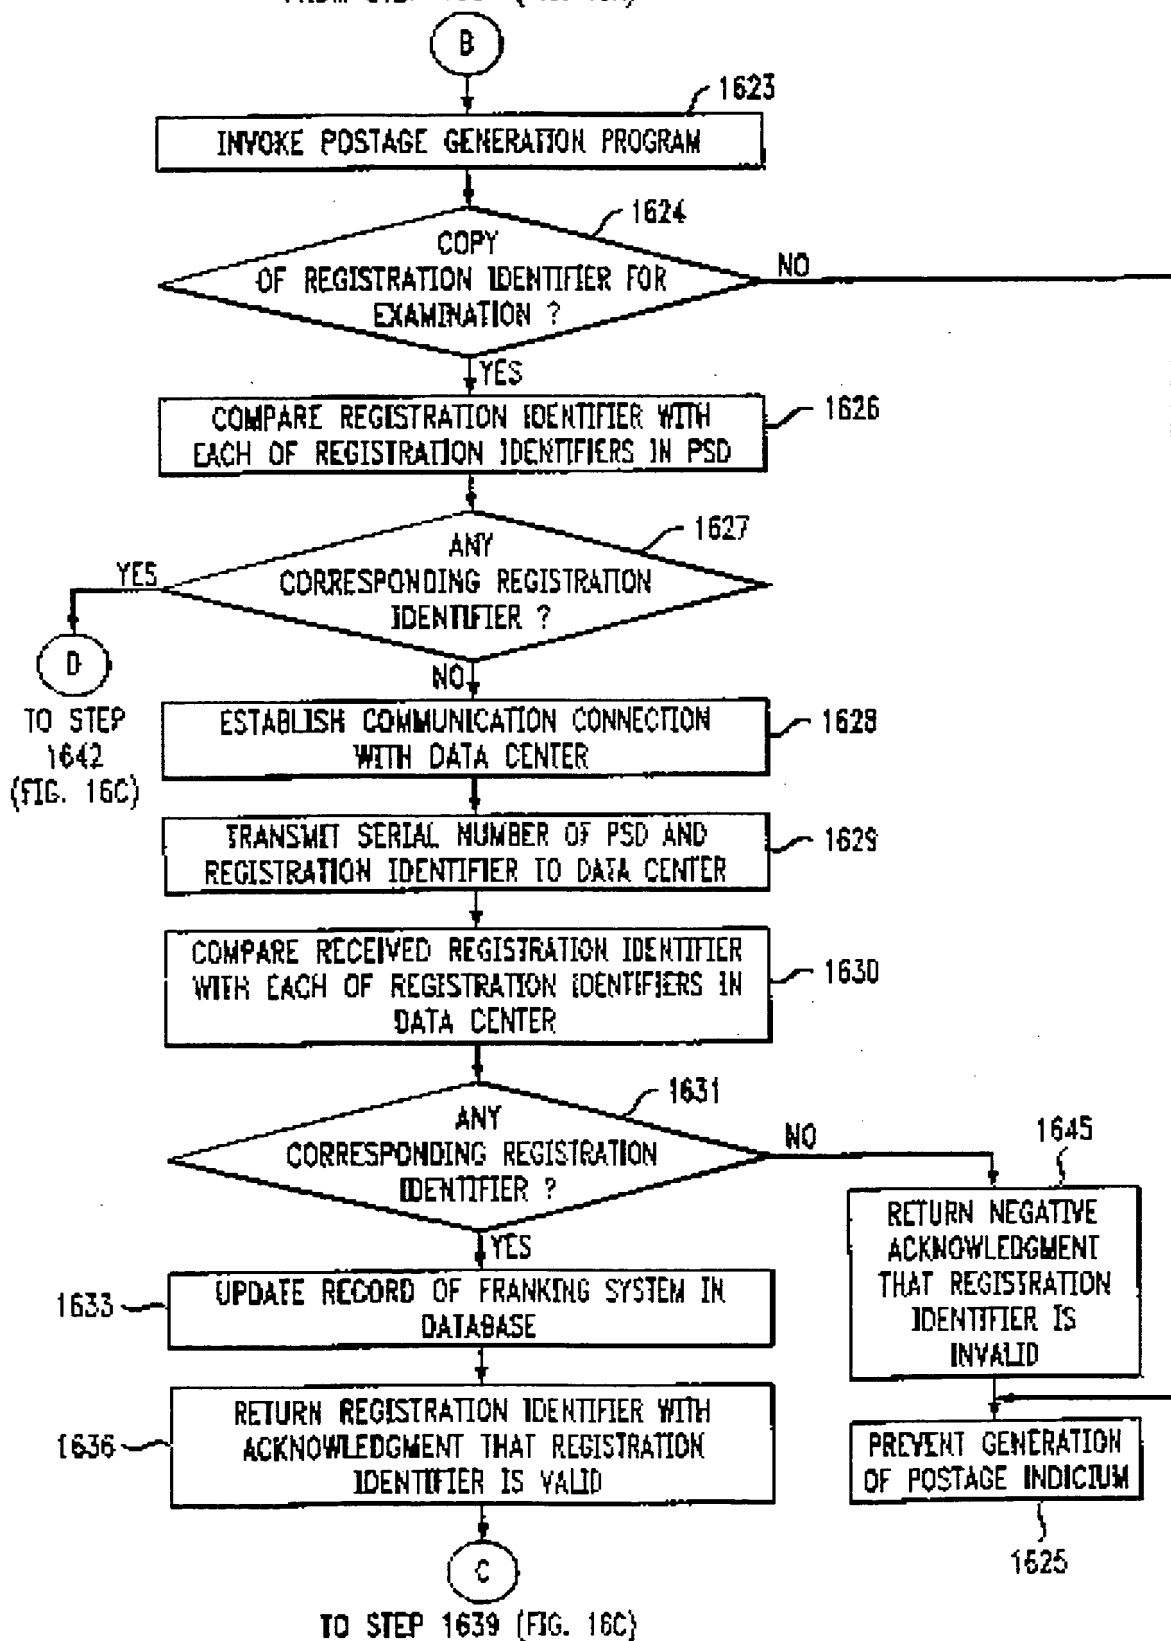 B
1623
INVOKE POSTAGE GENERATION PROGRAM
1624
COPY
OF REGISTRATION IDENTIFIER FOR
EXAMINATION ?
NO
YES
COMPARE REGISTRATION IDENTIFIER WITH
EACH OF REGISTRATION IDENTIFIERS IN PSD
1626
1627
ANY
CORRESPONDING REGISTRATION
IDENTIFIER ?
YES
D
TO STEP
1642
(FIG. 16C)
NO
ESTABLISH COMMUNICATION CONNECTION
WITH DATA CENTER
1628
TRANSMIT SERIAL NUMBER OF PSD AND
REGISTRATION IDENTIFIER TO DATA CENTER
1629
COMPARE RECEIVED REGISTRATION IDENTIFIER
WITH EACH OF REGISTRATION IDENTIFIERS IN
DATA CENTER
1630
1631
ANY
CORRESPONDING REGISTRATION
IDENTIFIER ?
NO
1645
RETURN NEGATIVE
ACKNOWLEDGMENT
THAT REGISTRATION
IDENTIFIER IS
INVALID
YES
1633
UPDATE RECORD OF FRANKING SYSTEM IN
DATABASE
1636
RETURN REGISTRATION IDENTIFIER WITH
ACKNOWLEDGMENT THAT REGISTRATION
IDENTIFIER IS VALID
PREVENT GENERATION
OF POSTAGE INDICIUM
1625
C
TO STEP 1639 (FIG. 16C)